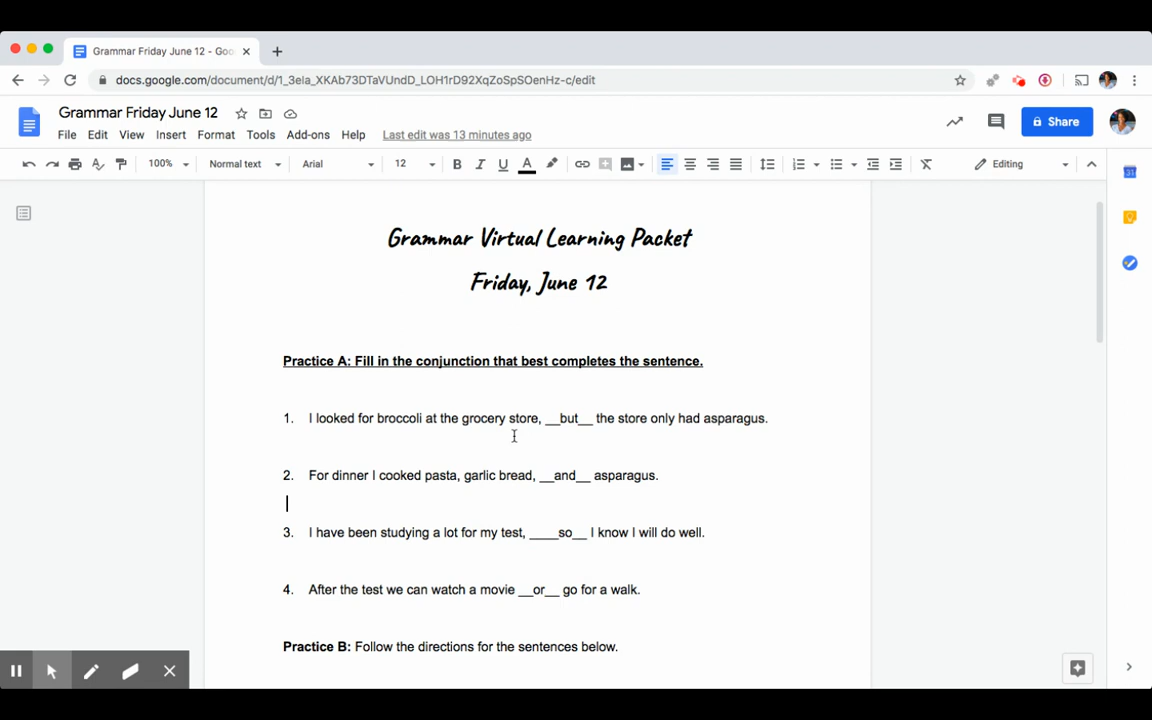 Grammar Friday June 12 - Goo
docs.google.com/document/d/1_3eIa_XKAb73DTaVUndD_LOH1rD92XqZoSpSOenHz-c/edit
Grammar Friday June 12
File Edit View Insert Format Tools Add-ons Help Last edit was 13 minutes ago
Share
100% Normal text Arial 12 B I U A Editing
31
Grammar Virtual Learning Packet
Friday, June 12
Practice A: Fill in the conjunction that best completes the sentence.
1. I looked for broccoli at the grocery store, __but__ the store only had asparagus.
2. For dinner I cooked pasta, garlic bread, __and__ asparagus.
3. I have been studying a lot for my test, ____so__ I know I will do well.
4. After the test we can watch a movie __or__ go for a walk.
Practice B: Follow the directions for the sentences below.